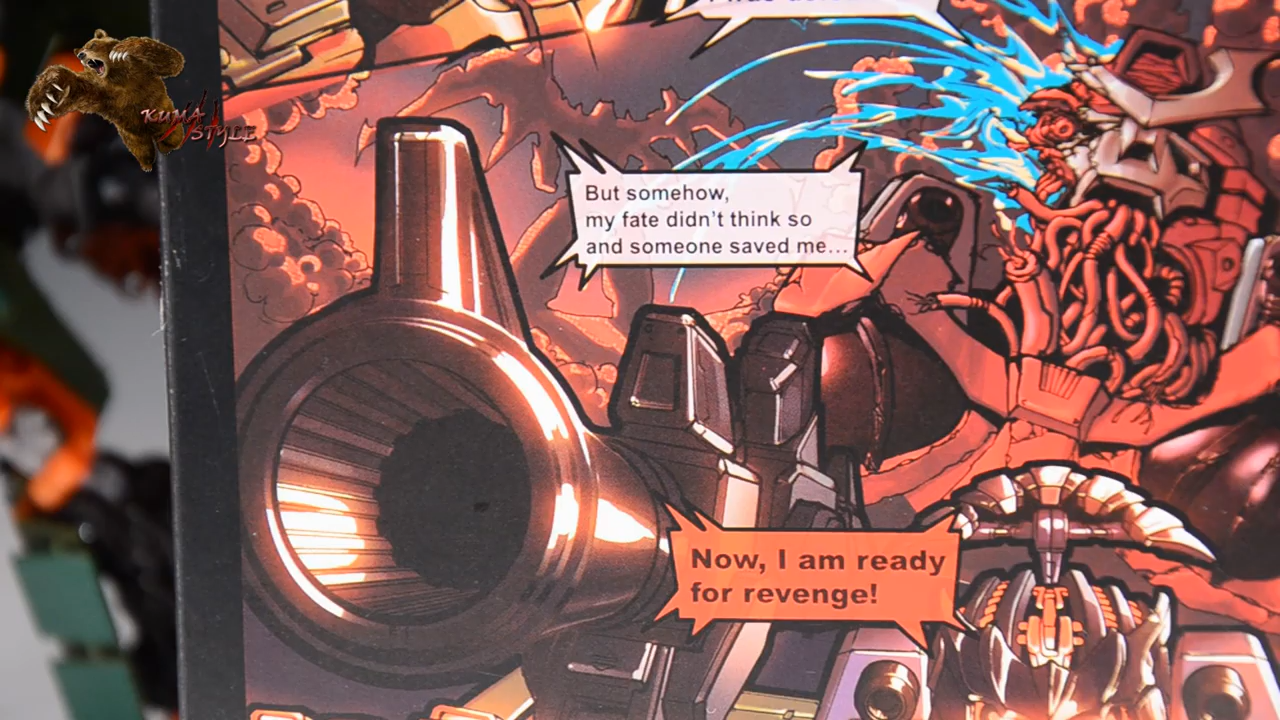 KUMA
STYLE
But somehow,
my fate didn't think so
and someone saved me...
Now, I am ready
for revenge!